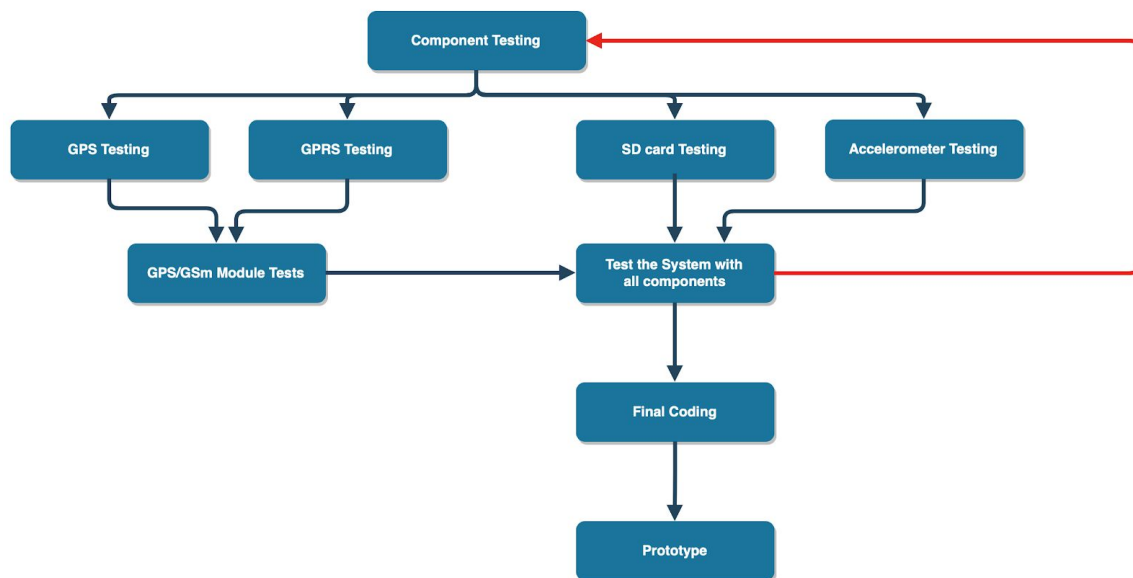 Component Testing
GPS Testing
GPRS Testing
SD card Testing
Accelerometer Testing
GPS/GSm Module Tests
Test the System with
all components
Final Coding
Prototype